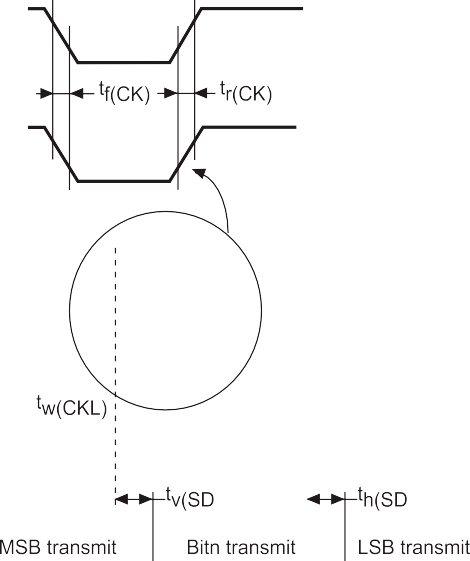 tf(CK) tr(CK)
tw(CKL)
tv(SD th(SD
MSB transmit Bitn transmit LSB transmit